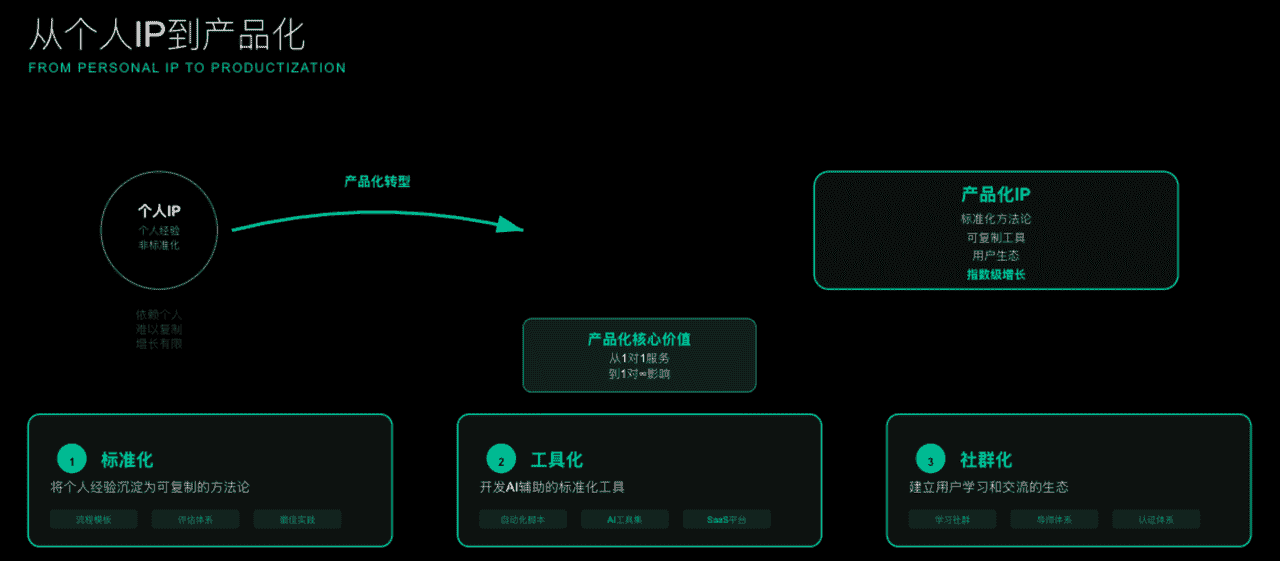 从个人IP到产品化
FROM PERSONAL IP TO PRODUCTIZATION
个人IP
个人经验
非标准化
依赖个人
难以复制
增长有限
产品化转型
产品化IP
标准化方法论
可复制工具
用户生态
指数级增长
产品化核心价值
从1对1服务
到1对∞影响
1 标准化
将个人经验沉淀为可复制的方法论
流程模板 评估体系 最佳实践
2 工具化
开发AI辅助的标准化工具
自动化脚本 AI工具集 SaaS平台
3 社群化
建立用户学习和交流的生态
学习社群 导师体系 认证体系